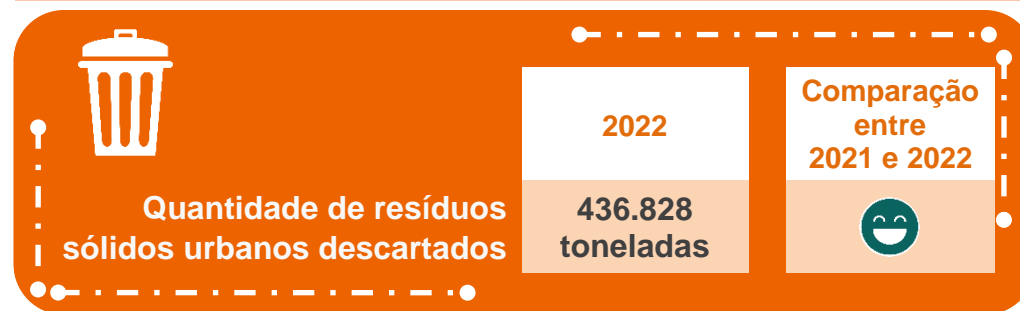 2022
Comparação
entre
2021 e 2022
Quantidade de resíduos
sólidos urbanos descartados
436.828
toneladas